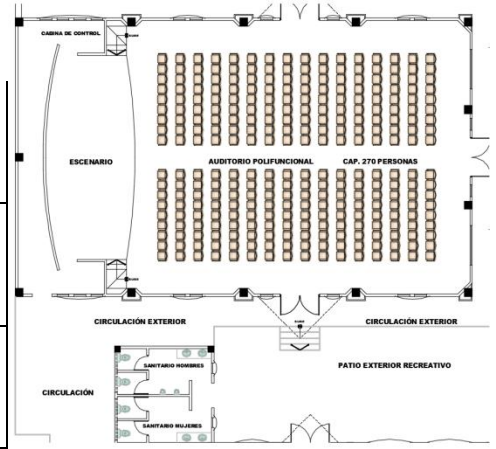 CABINA DE CONTROL
ESCENARIO
AUDITORIO POLIFUNCIONAL
CAP. 270 PERSONAS
CIRCULACIÓN EXTERIOR
CIRCULACIÓN EXTERIOR
SANITARIO HOMBRES
PATIO EXTERIOR RECREATIVO
CIRCULACIÓN
SANITARIO MUJERES